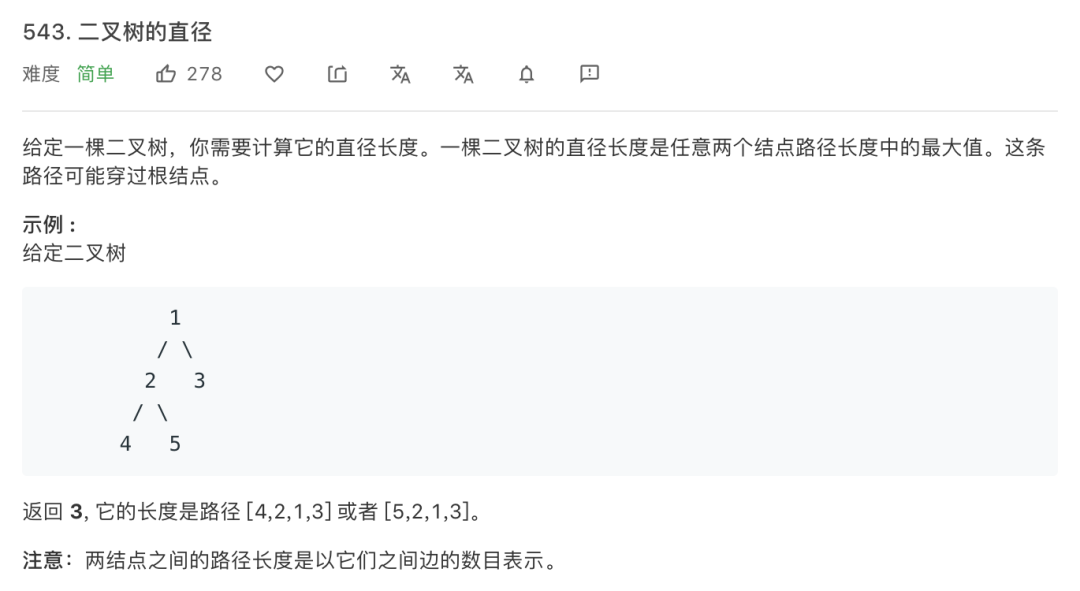 543. 二叉树的直径
难度 简单 278
给定一棵二叉树，你需要计算它的直径长度。一棵二叉树的直径长度是任意两个结点路径长度中的最大值。这条
路径可能穿过根结点。
示例 :
给定二叉树
1
/ \
2 3
/ \
4 5
返回 3, 它的长度是路径 [4,2,1,3] 或者 [5,2,1,3]。
注意：两结点之间的路径长度是以它们之间边的数目表示。